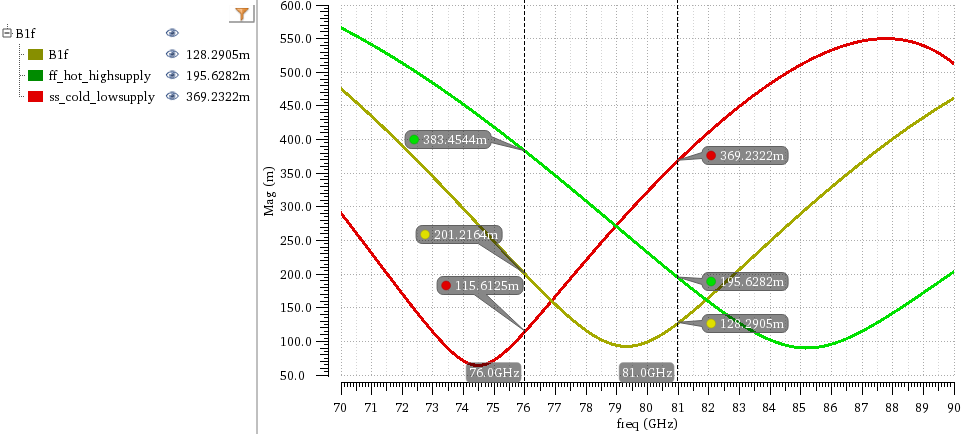 B1f
B1f 128.2905m
ff_hot_highsupply 195.6282m
ss_cold_lowsupply 369.2322m
Mag (m)
600.0
550.0
500.0
450.0
400.0
350.0
300.0
250.0
200.0
150.0
100.0
50.0
383.4544m
369.2322m
201.2164m
115.6125m
195.6282m
128.2905m
76.0GHz
81.0GHz
70 71 72 73 74 75 76 77 78 79 80 81 82 83 84 85 86 87 88 89 90
freq (GHz)